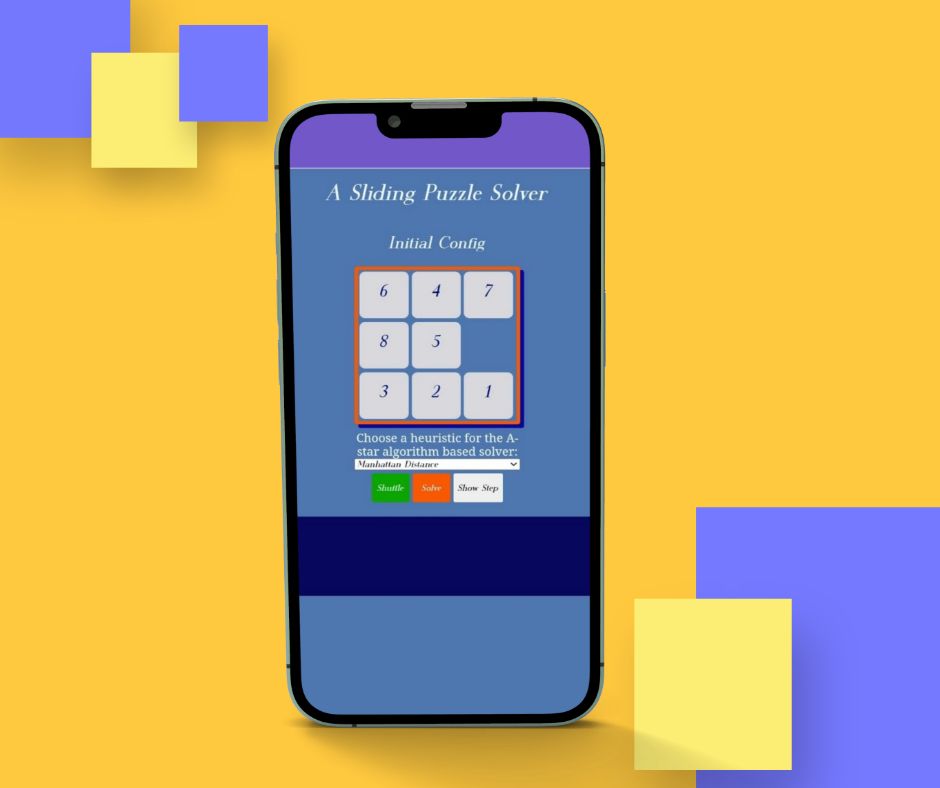 A Sliding Puzzle Solver
Initial Config
6 4 7
8 5
3 2 1
Choose a heuristic for the A-
star algorithm based solver:
Manhattan Distance
Shuffle Solve Show Step